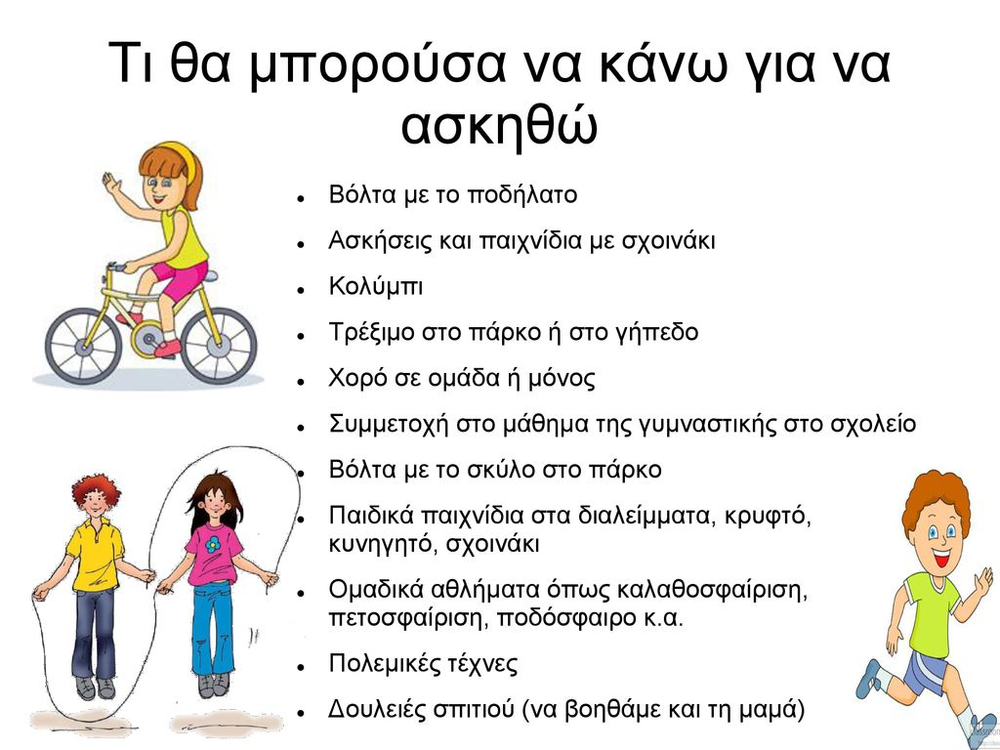 Τι θα μπορούσα να κάνω για να
ασκηθώ
Βόλτα με το ποδήλατο
Ασκήσεις και παιχνίδια με σχοινάκι
Κολύμπι
Τρέξιμο στο πάρκο ή στο γήπεδο
Χορό σε ομάδα ή μόνος
Συμμετοχή στο μάθημα της γυμναστικής στο σχολείο
Βόλτα με το σκύλο στο πάρκο
Παιδικά παιχνίδια στα διαλείμματα, κρυφτό,
κυνηγητό, σχοινάκι
Ομαδικά αθλήματα όπως καλαθοσφαίριση,
πετοσφαίριση, ποδόσφαιρο κ.α.
Πολεμικές τέχνες
Δουλειές σπιτιού (να βοηθάμε και τη μαμά)